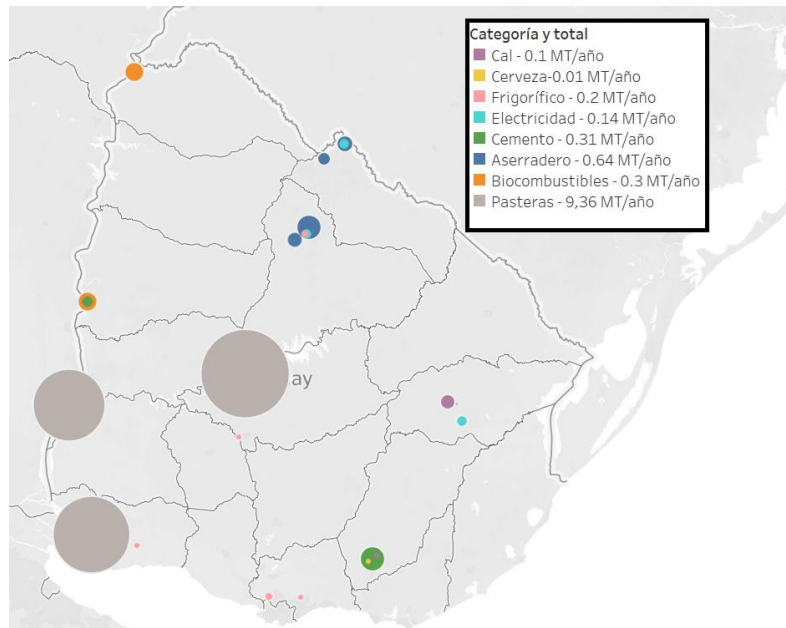 Categoría y total
Cal - 0.1 MT/año
Cerveza-0.01 MT/año
Frigorífico - 0.2 MT/año
Electricidad - 0.14 MT/año
Cemento - 0.31 MT/año
Aserradero - 0.64 MT/año
Biocombustibles - 0.3 MT/año
Pasteras - 9,36 MT/año
ay